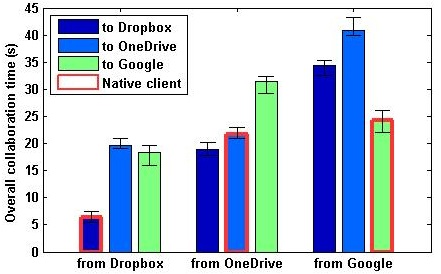 45
40
35
30
25
20
15
10
5
0
Overall collaboration time (s)
to Dropbox
to OneDrive
to Google
Native client
from Dropbox
from OneDrive
from Google